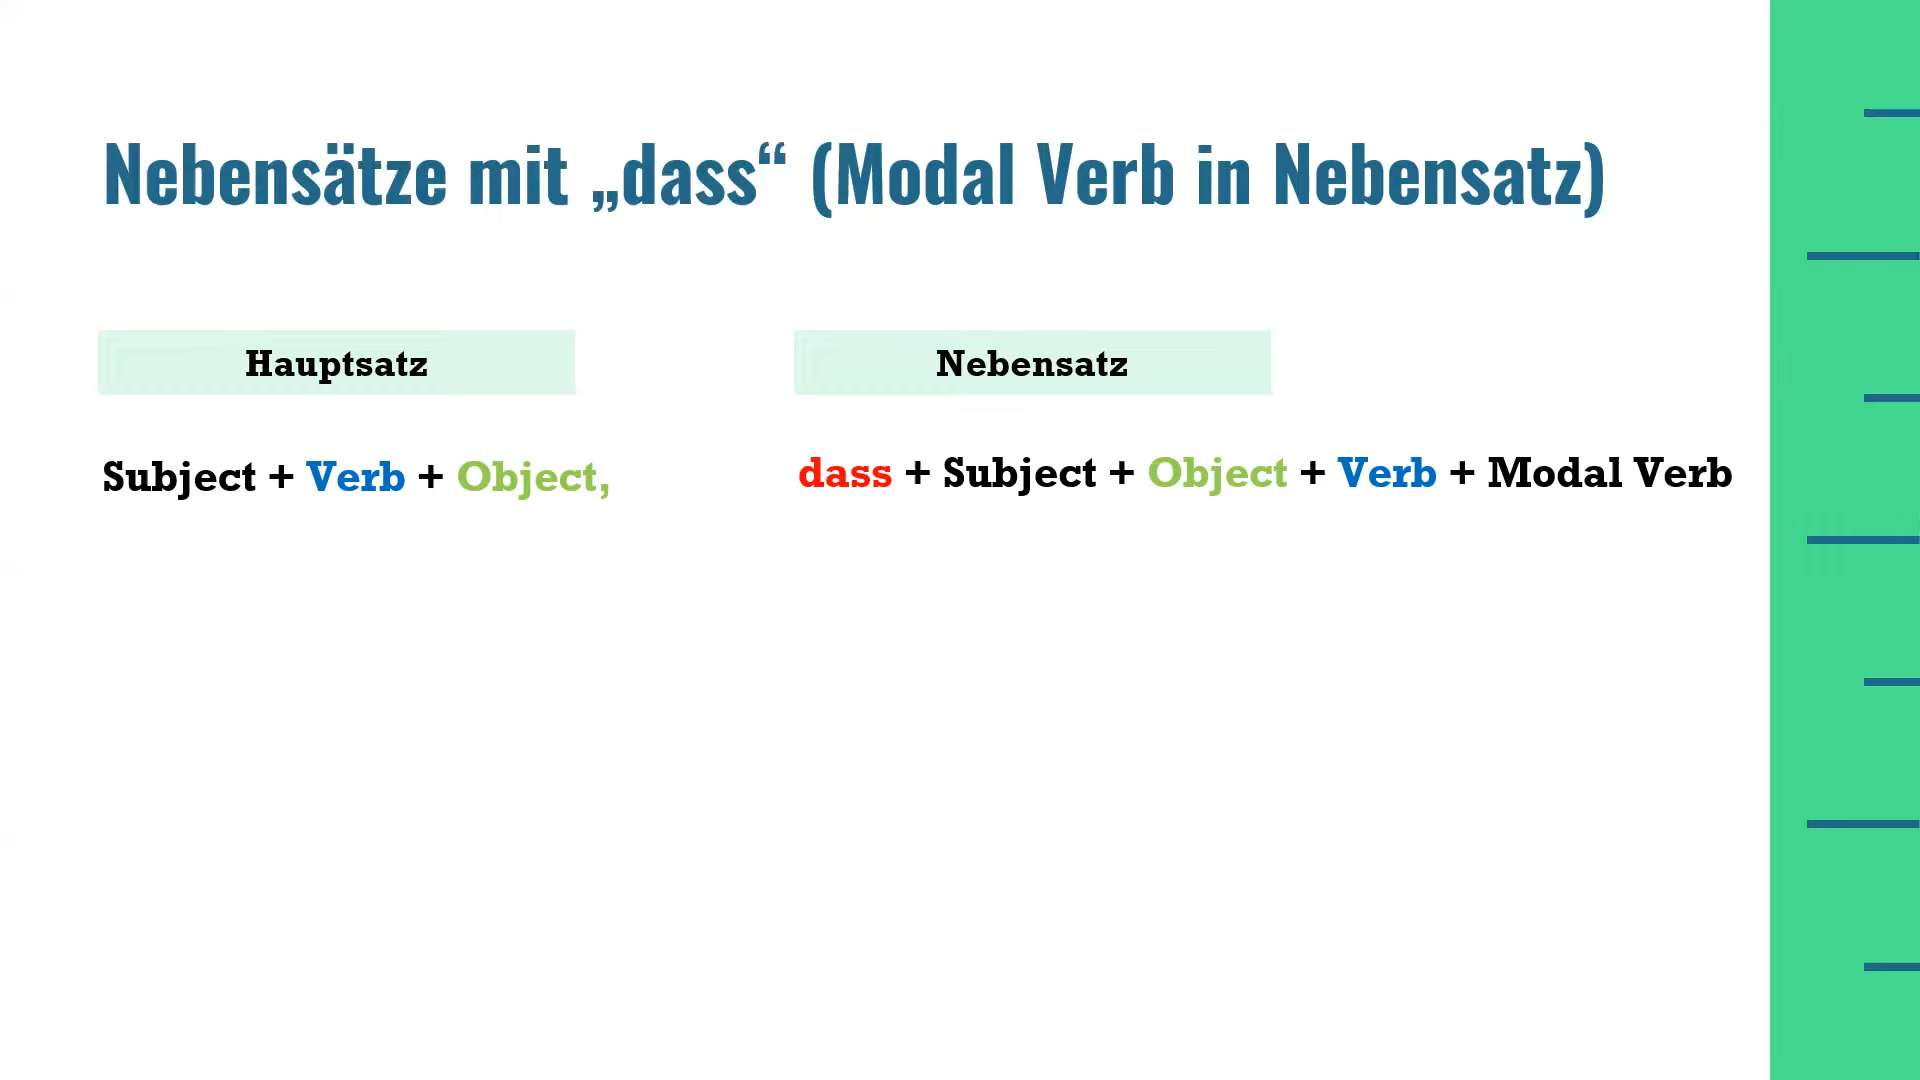 Nebensätze mit „dass“ (Modal Verb in Nebensatz)
Hauptsatz
Nebensatz
Subject + Verb + Object,
dass + Subject + Object + Verb + Modal Verb